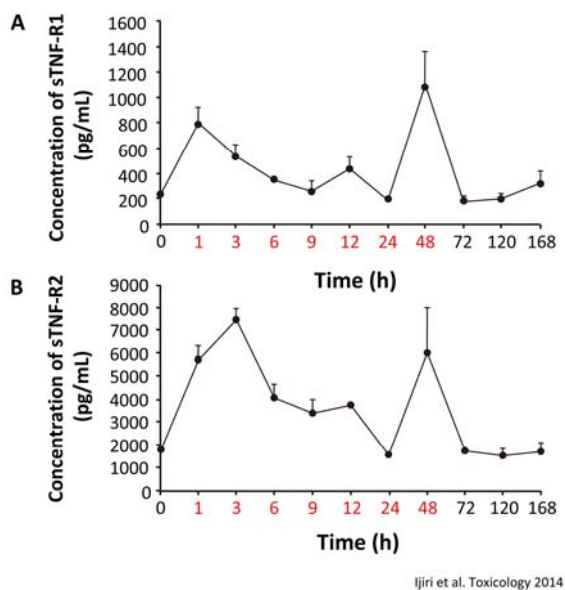 A
Concentration of sTNF-R1
(pg/mL)
1600
1400
1200
1000
800
600
400
200
0
0 1 3 6 9 12 24 48 72 120 168
Time (h)
B
Concentration of sTNF-R2
(pg/mL)
9000
8000
7000
6000
5000
4000
3000
2000
1000
0
0 1 3 6 9 12 24 48 72 120 168
Time (h)
Ijiri et al. Toxicology 2014